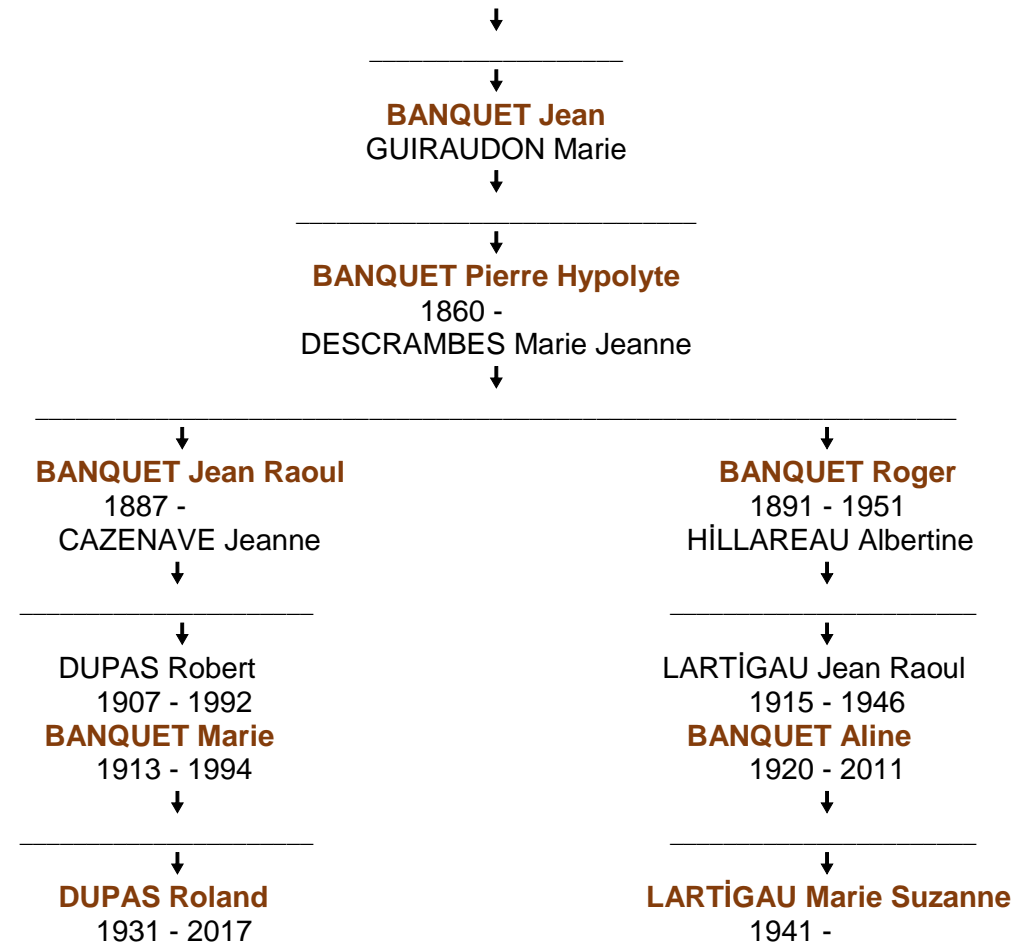 BANQUET Jean
GUIRAUDON Marie
BANQUET Pierre Hypolyte
1860 -
DESCRAMBES Marie Jeanne
BANQUET Jean Raoul
1887 -
CAZENAVE Jeanne
BANQUET Roger
1891 - 1951
HİLLAREAU Albertine
DUPAS Robert
1907 - 1992
BANQUET Marie
1913 - 1994
LARTİGAU Jean Raoul
1915 - 1946
BANQUET Aline
1920 - 2011
DUPAS Roland
1931 - 2017
LARTİGAU Marie Suzanne
1941 -